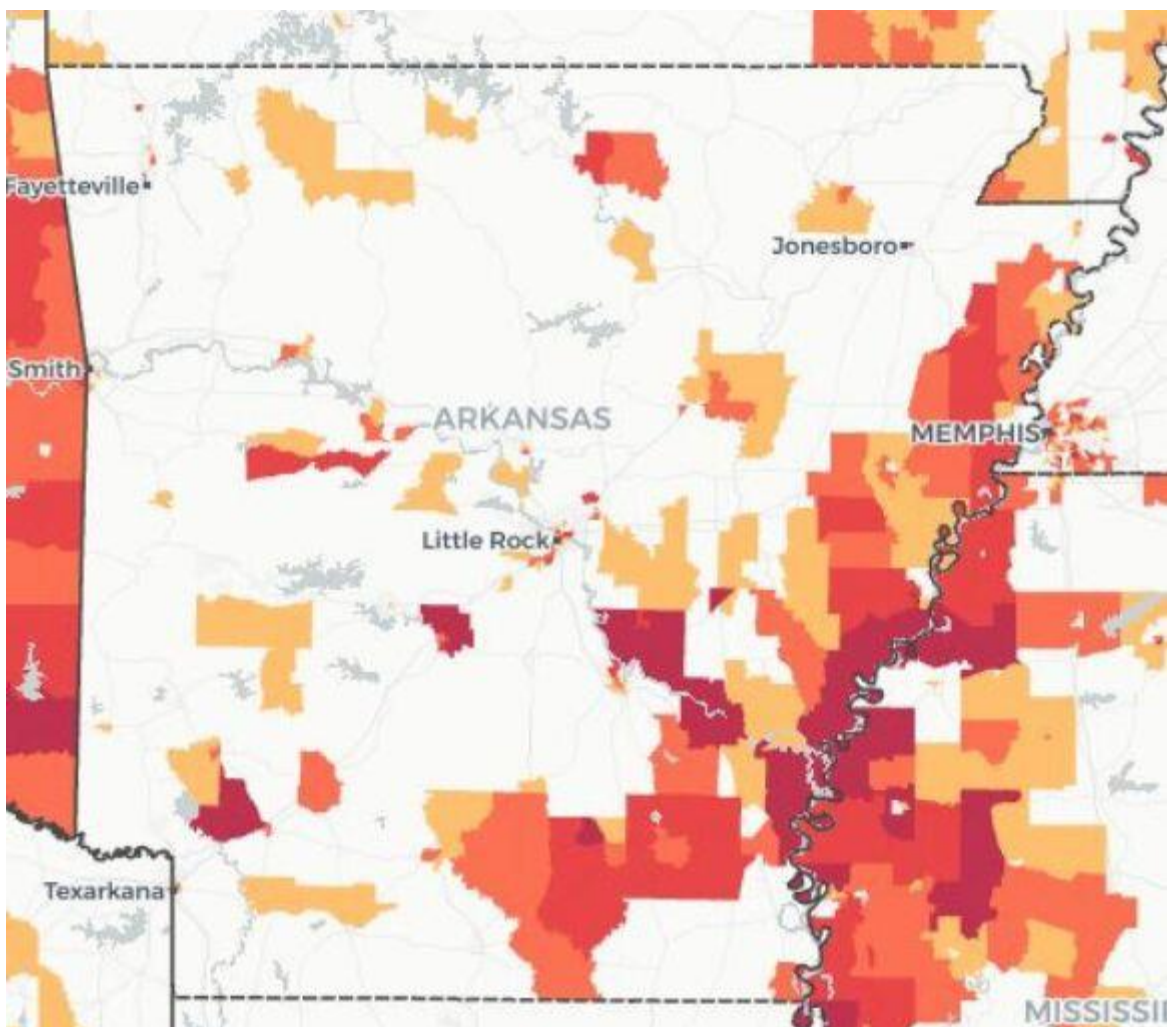 Fayetteville
Jonesboro
Smith
ARKANSAS
MEMPHIS
Little Rock
Texarkana
MISSISSI